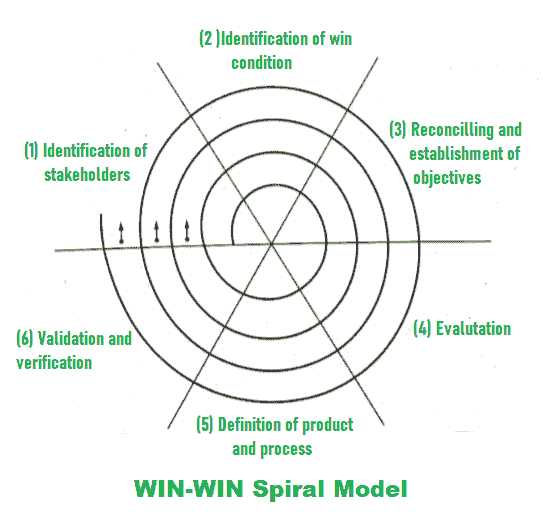 (2 )Identification of win
condition
(3) Reconcilling and
establishment of
objectives
(1) Identification of
stakeholders
(4) Evalutation
(6) Validation and
verification
(5) Definition of product
and process
WIN-WIN Spiral Model